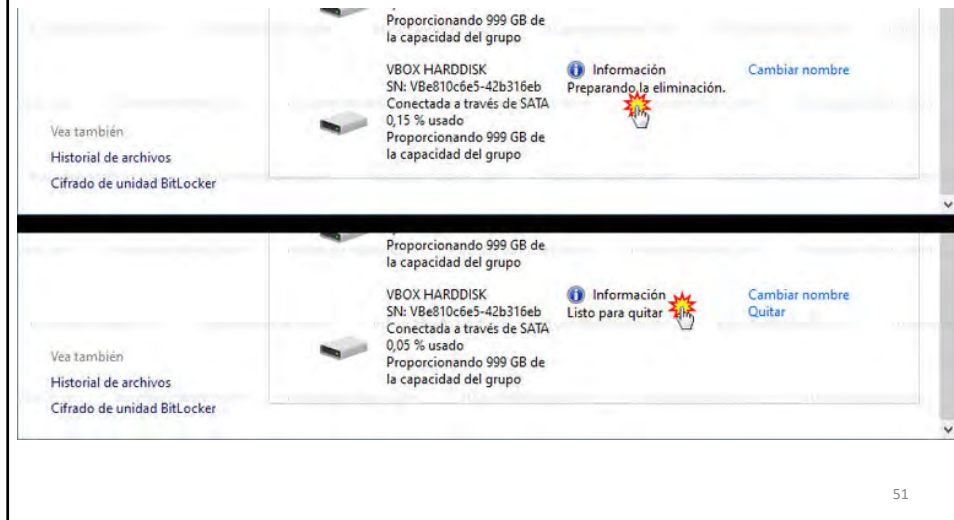 Proporcionando 999 GB de
la capacidad del grupo
VBOX HARDDISK
SN: VBe810c6e5-42b316eb
Conectada a través de SATA
0,15 % usado
Proporcionando 999 GB de
la capacidad del grupo
Información
Preparando la eliminación.
Cambiar nombre
Vea también
Historial de archivos
Cifrado de unidad BitLocker
Proporcionando 999 GB de
la capacidad del grupo
VBOX HARDDISK
SN: VBe810c6e5-42b316eb
Conectada a través de SATA
0,05 % usado
Proporcionando 999 GB de
la capacidad del grupo
Información
Listo para quitar
Cambiar nombre
Quitar
Vea también
Historial de archivos
Cifrado de unidad BitLocker
51